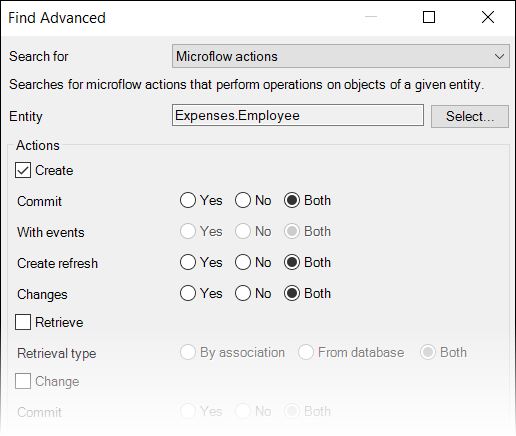 Find Advanced
Search for Microflow actions
Searches for microflow actions that perform operations on objects of a given entity.
Entity Expenses.Employee Select...
Actions
Create
Commit Yes No Both
With events Yes No Both
Create refresh Yes No Both
Changes Yes No Both
Retrieve
Retrieval type By association From database Both
Change
Commit Yes No Both